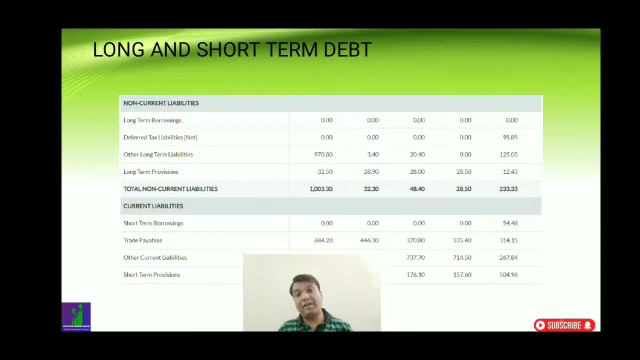 LONG AND SHORT TERM DEBT
NON-CURRENT LIABILITIES
Long Term Borrowings 0.00 0.00 0.00 0.00 0.00
Deferred Tax Liabilities [Net] 0.00 0.00 0.00 0.00 95.85
Other Long Term Liabilities 970.80 3.40 20.40 0.00 125.05
Long Term Provisions 32.50 28.90 28.00 28.50 12.43
TOTAL NON-CURRENT LIABILITIES 1,003.30 32.30 48.40 28.50 233.33
CURRENT LIABILITIES
Short Term Borrowings 0.00 0.00 0.00 0.00 54.48
Trade Payables 684.20 446.30 370.80 335.40 314.15
Other Current Liabilities 737.70 714.50 267.84
Short Term Provisions 176.10 157.60 504.96
SUBSCRIBE